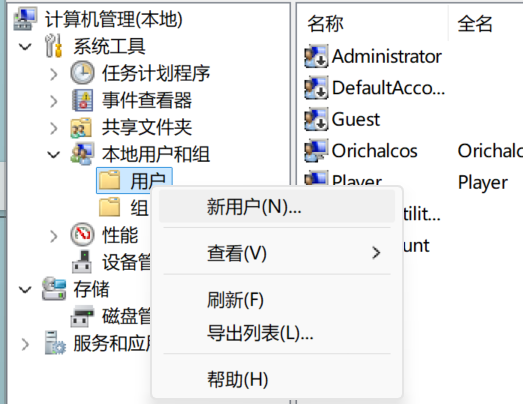 计算机管理(本地)
系统工具
任务计划程序
事件查看器
共享文件夹
本地用户和组
用户
组
性能
设备管
存储
磁盘管
服务和应用
名称 全名
Administrator
DefaultAcco...
Guest
Orichalcos Orichalc
Player Player
tilit...
ount
新用户(N)...
查看(V)
刷新(F)
导出列表(L)...
帮助(H)